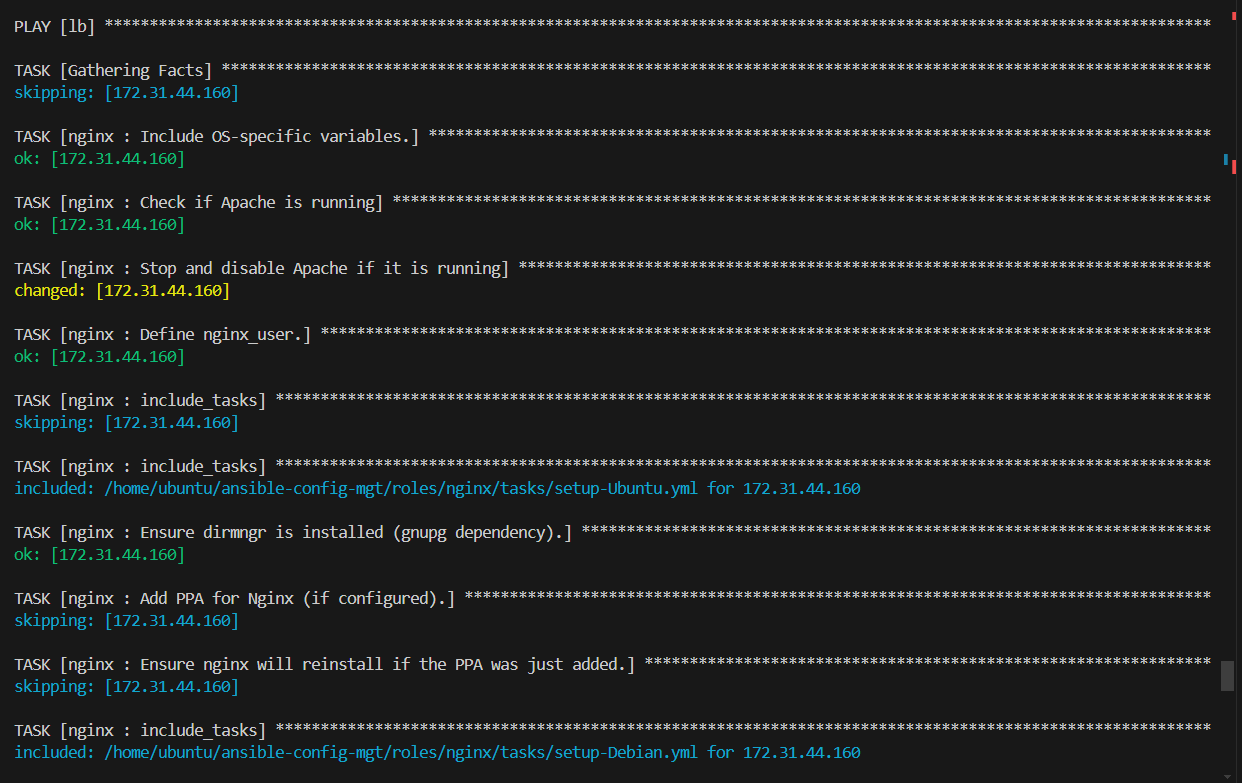 PLAY [lb] ***************************************************************************************************************************
TASK [Gathering Facts] **************************************************************************************************************
skipping: [172.31.44.160]
TASK [nginx : Include OS-specific variables.] ***************************************************************************************
ok: [172.31.44.160]
TASK [nginx : Check if Apache is running] *******************************************************************************************
ok: [172.31.44.160]
TASK [nginx : Stop and disable Apache if it is running] *****************************************************************************
changed: [172.31.44.160]
TASK [nginx : Define nginx_user.] ***************************************************************************************************
ok: [172.31.44.160]
TASK [nginx : include_tasks] ********************************************************************************************************
skipping: [172.31.44.160]
TASK [nginx : include_tasks] ********************************************************************************************************
included: /home/ubuntu/ansible-config-mgt/roles/nginx/tasks/setup-Ubuntu.yml for 172.31.44.160
TASK [nginx : Ensure dirmngr is installed (gnupg dependency).] **********************************************************************
ok: [172.31.44.160]
TASK [nginx : Add PPA for Nginx (if configured).] ***********************************************************************************
skipping: [172.31.44.160]
TASK [nginx : Ensure nginx will reinstall if the PPA was just added.] ***************************************************************
skipping: [172.31.44.160]
TASK [nginx : include_tasks] ********************************************************************************************************
included: /home/ubuntu/ansible-config-mgt/roles/nginx/tasks/setup-Debian.yml for 172.31.44.160